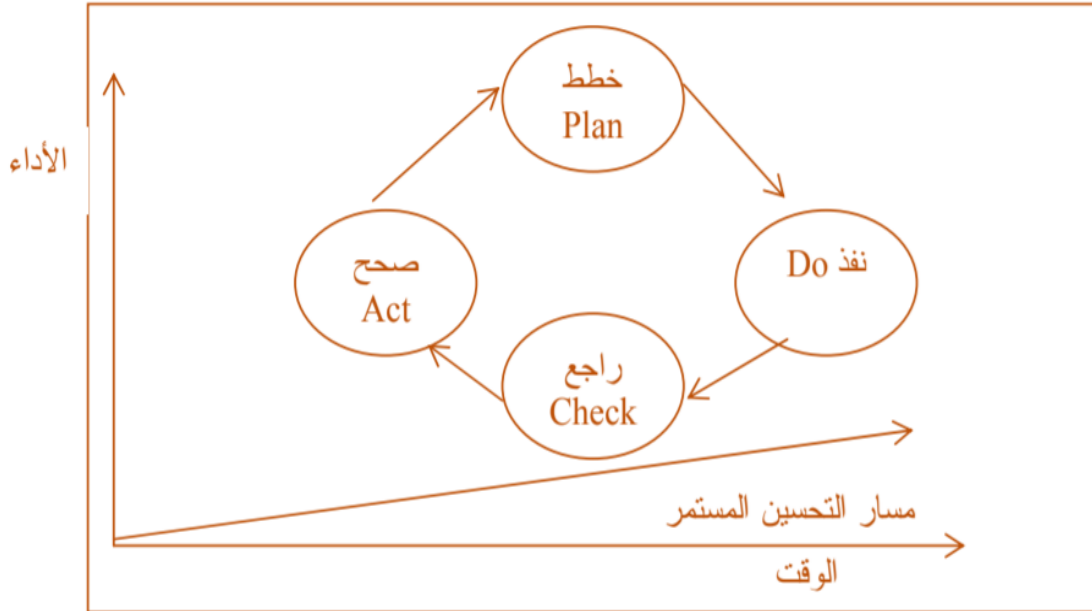 خطط
Plan
الأداء
صحح
Act
نفذ Do
راجع
Check
مسار التحسين المستمر
الوقت